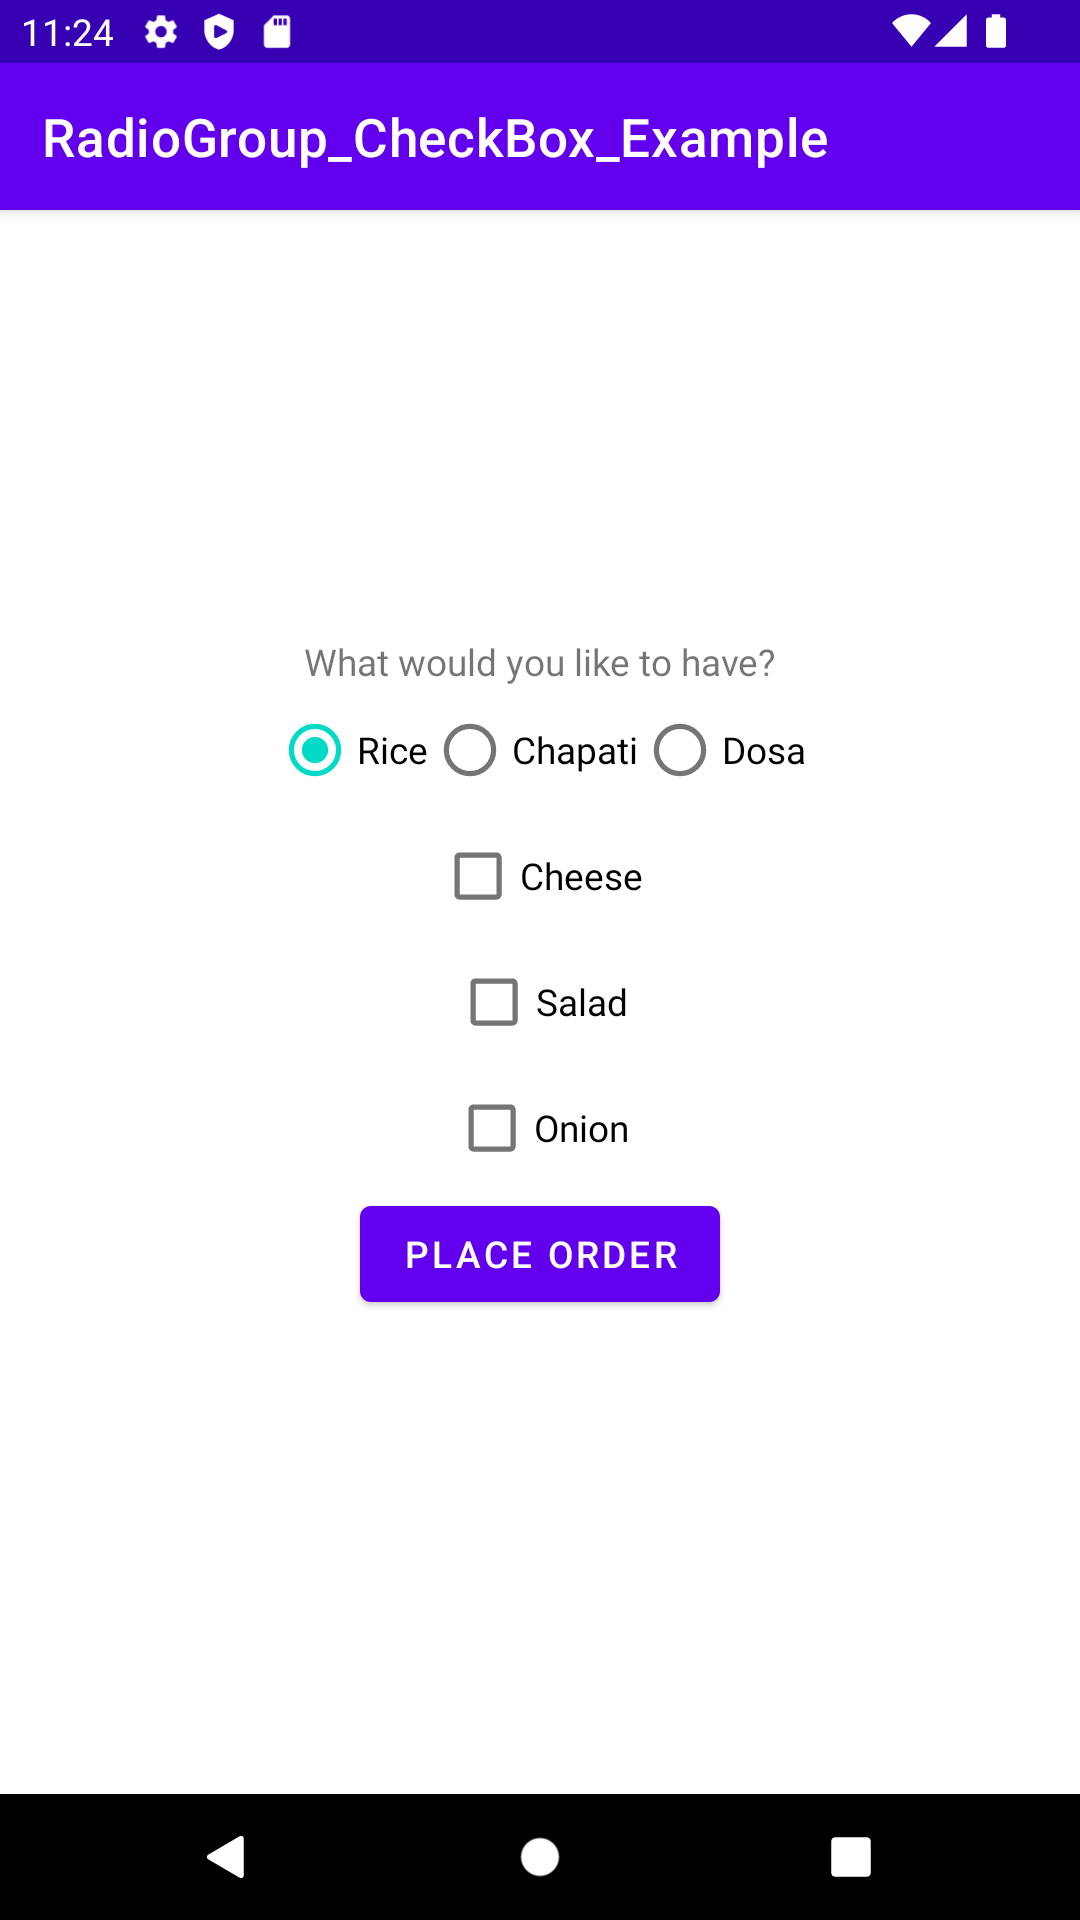 11:24
RadioGroup_CheckBox_Example
What would you like to have?
Rice Chapati Dosa
Cheese
Salad
Onion
PLACE ORDER